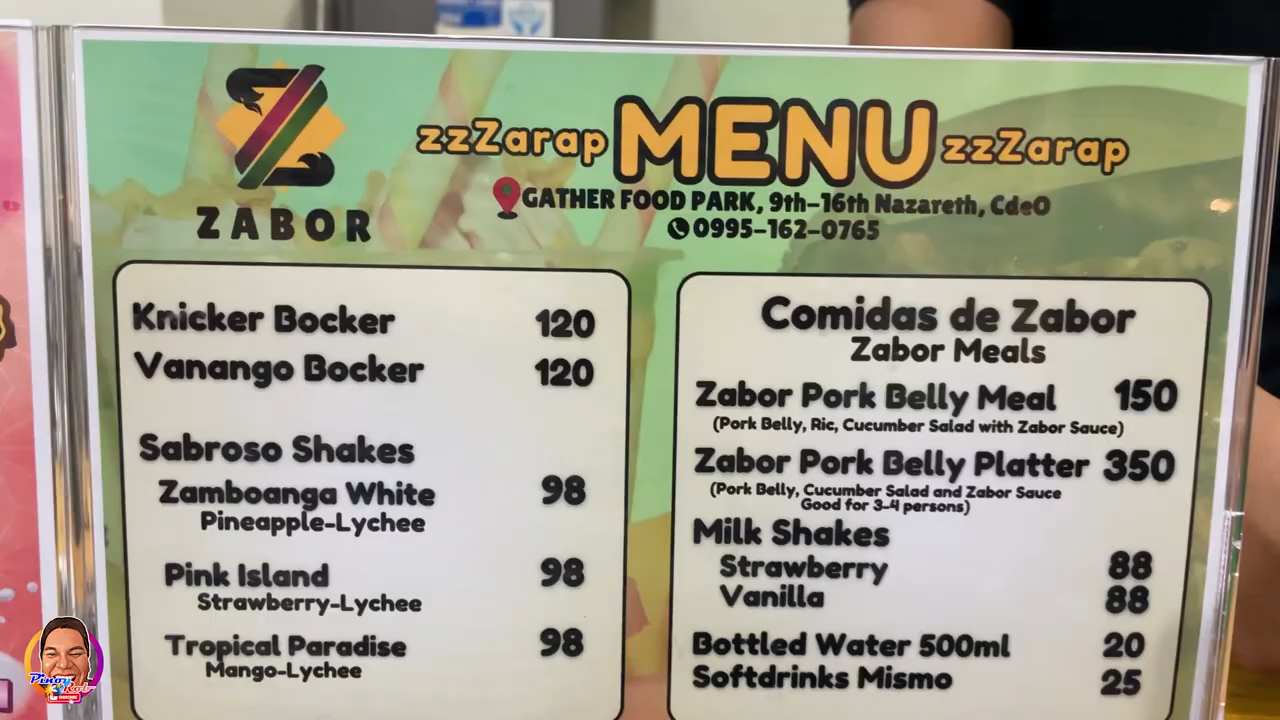 ZABOR
zzZarap MENU zzZarap
GATHER FOOD PARK, 9th-16th Nazareth, CdeO
0995-162-0765
Knicker Bocker 120
Vanango Bocker 120
Sabroso Shakes
Zamboanga White 98
Pineapple-Lychee
Pink Island 98
Strawberry-Lychee
Tropical Paradise 98
Mango-Lychee
Comidas de Zabor
Zabor Meals
Zabor Pork Belly Meal 150
(Pork Belly, Ric, Cucumber Salad with Zabor Sauce)
Zabor Pork Belly Platter 350
(Pork Belly, Cucumber Salad and Zabor Sauce
Good for 3-4 persons)
Milk Shakes
Strawberry 88
Vanilla 88
Bottled Water 500ml 20
Softdrinks Mismo 25
Pinoy
Rob